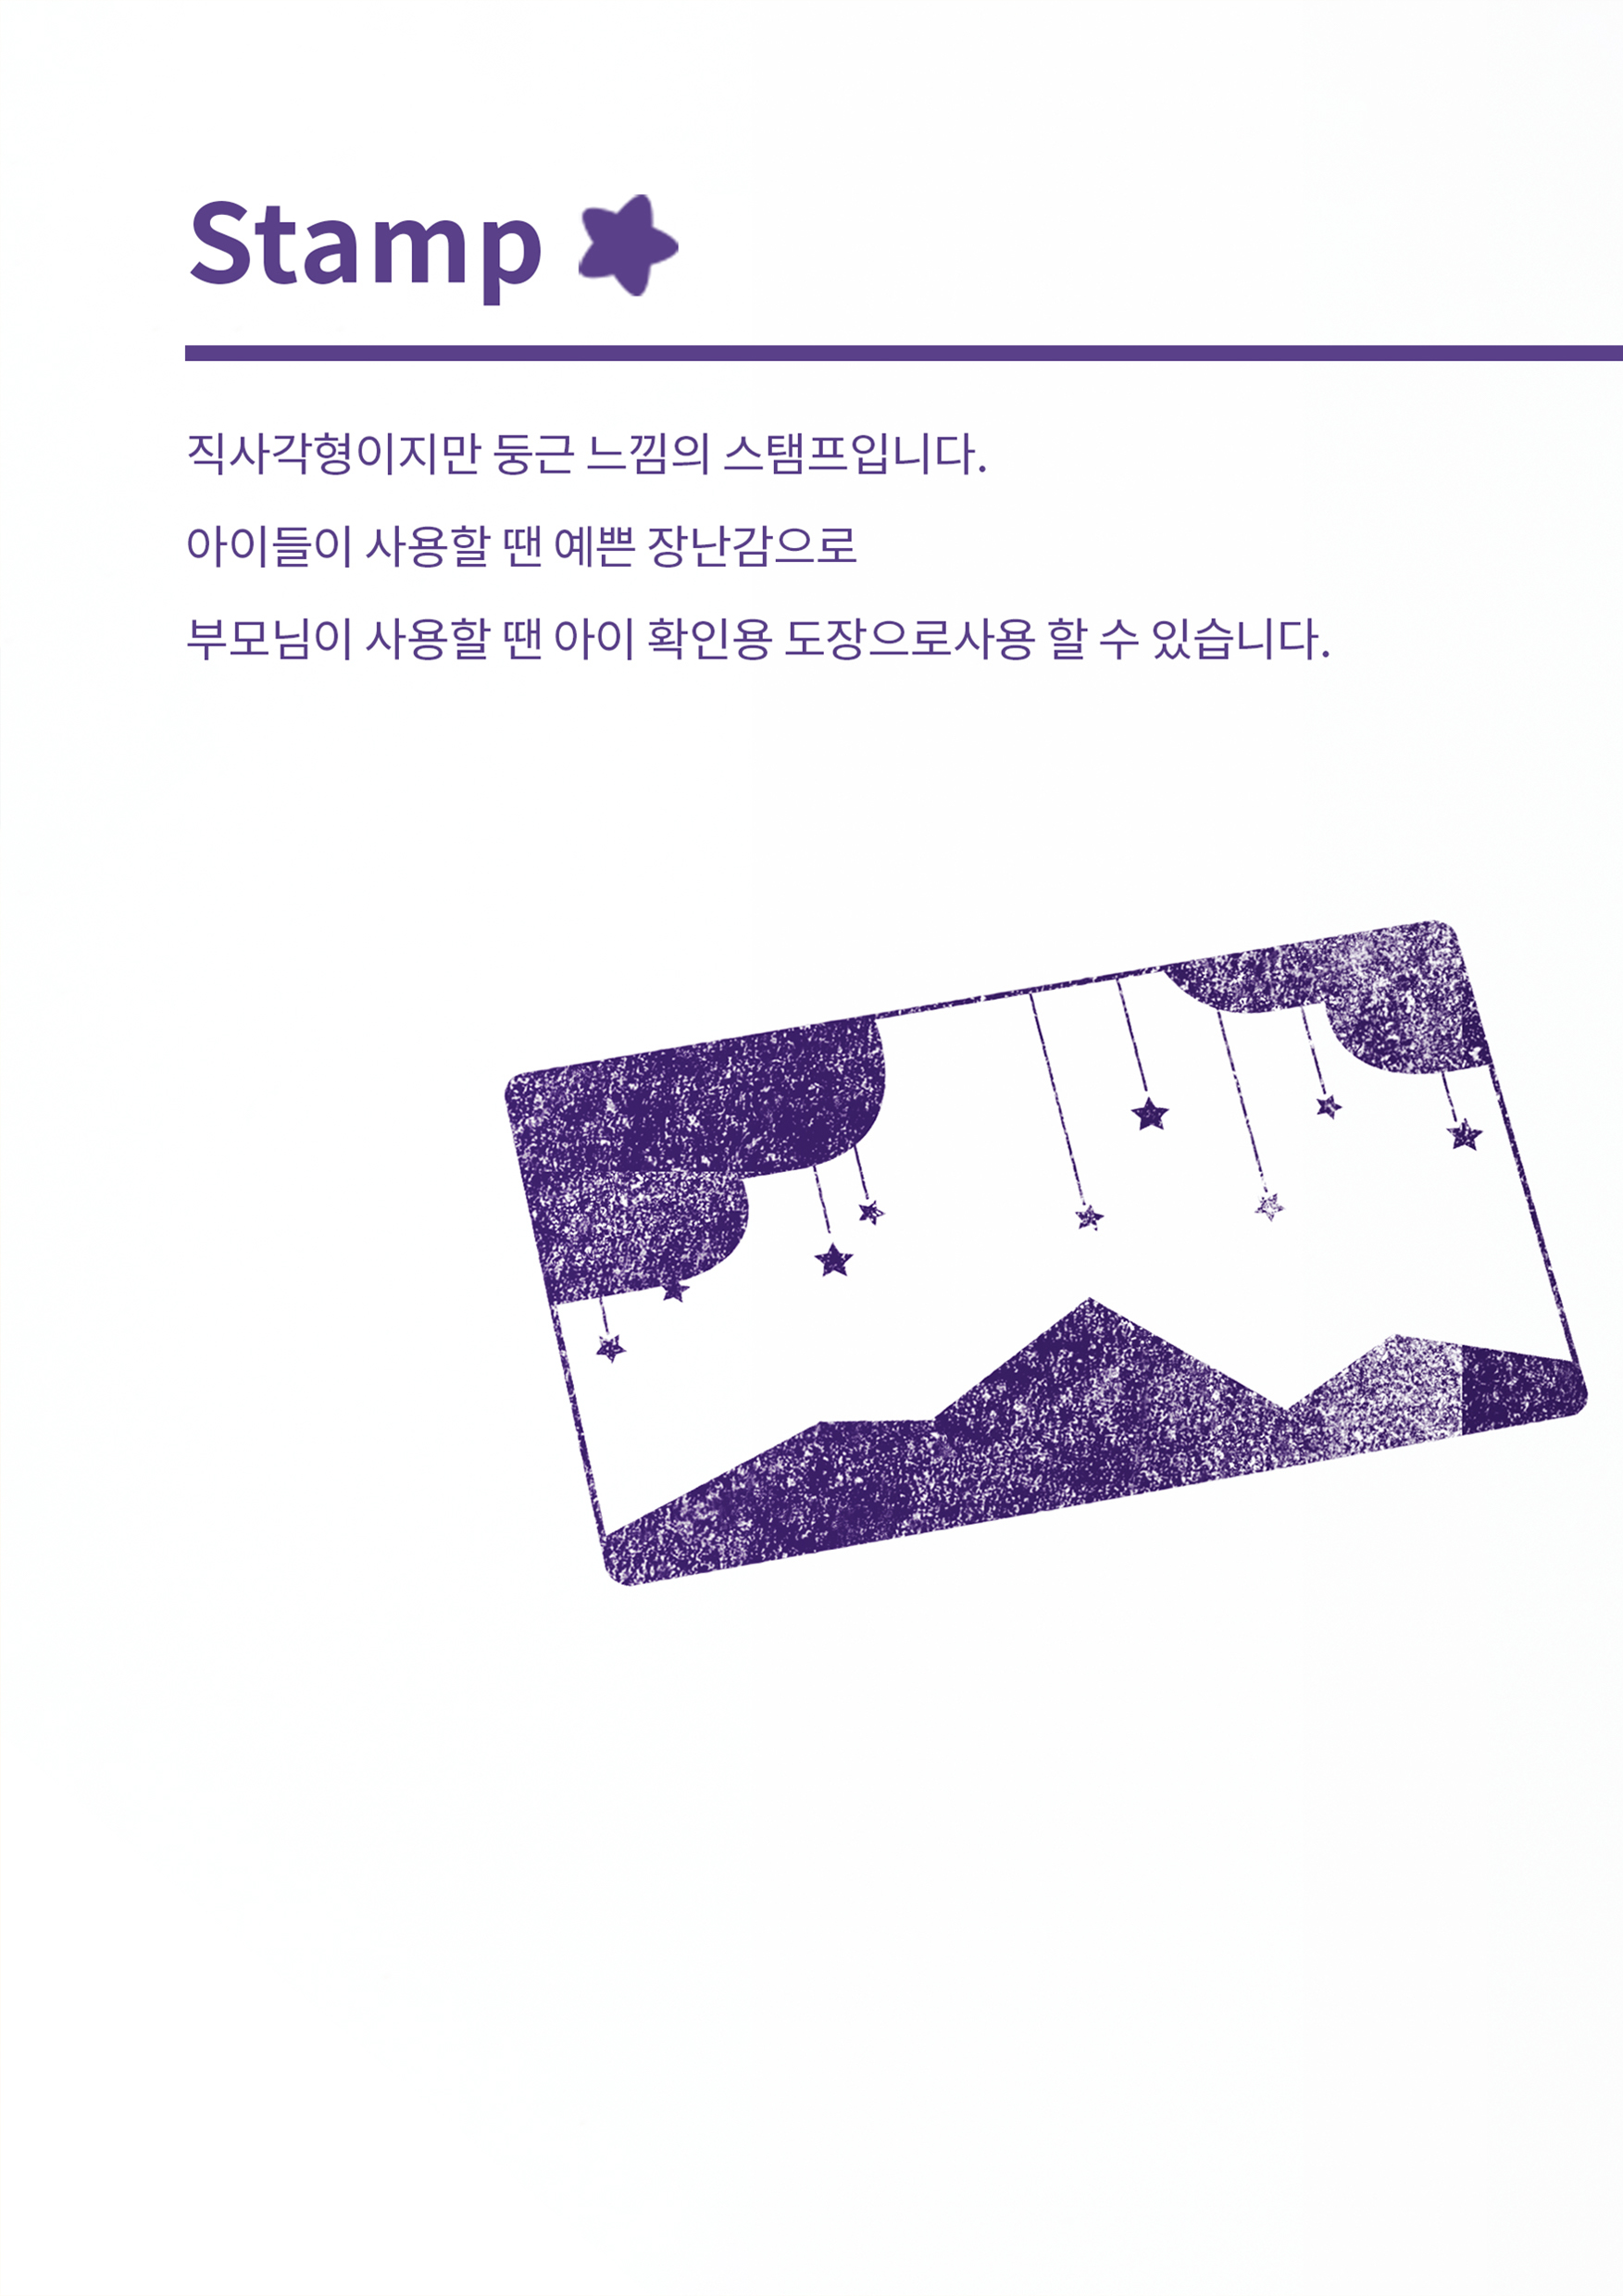 Stamp
직사각형이지만 둥근 느낌의 스탬프입니다.
아이들이 사용할 땐 예쁜 장난감으로
부모님이 사용할 땐 아이 확인용 도장으로사용 할 수 있습니다.